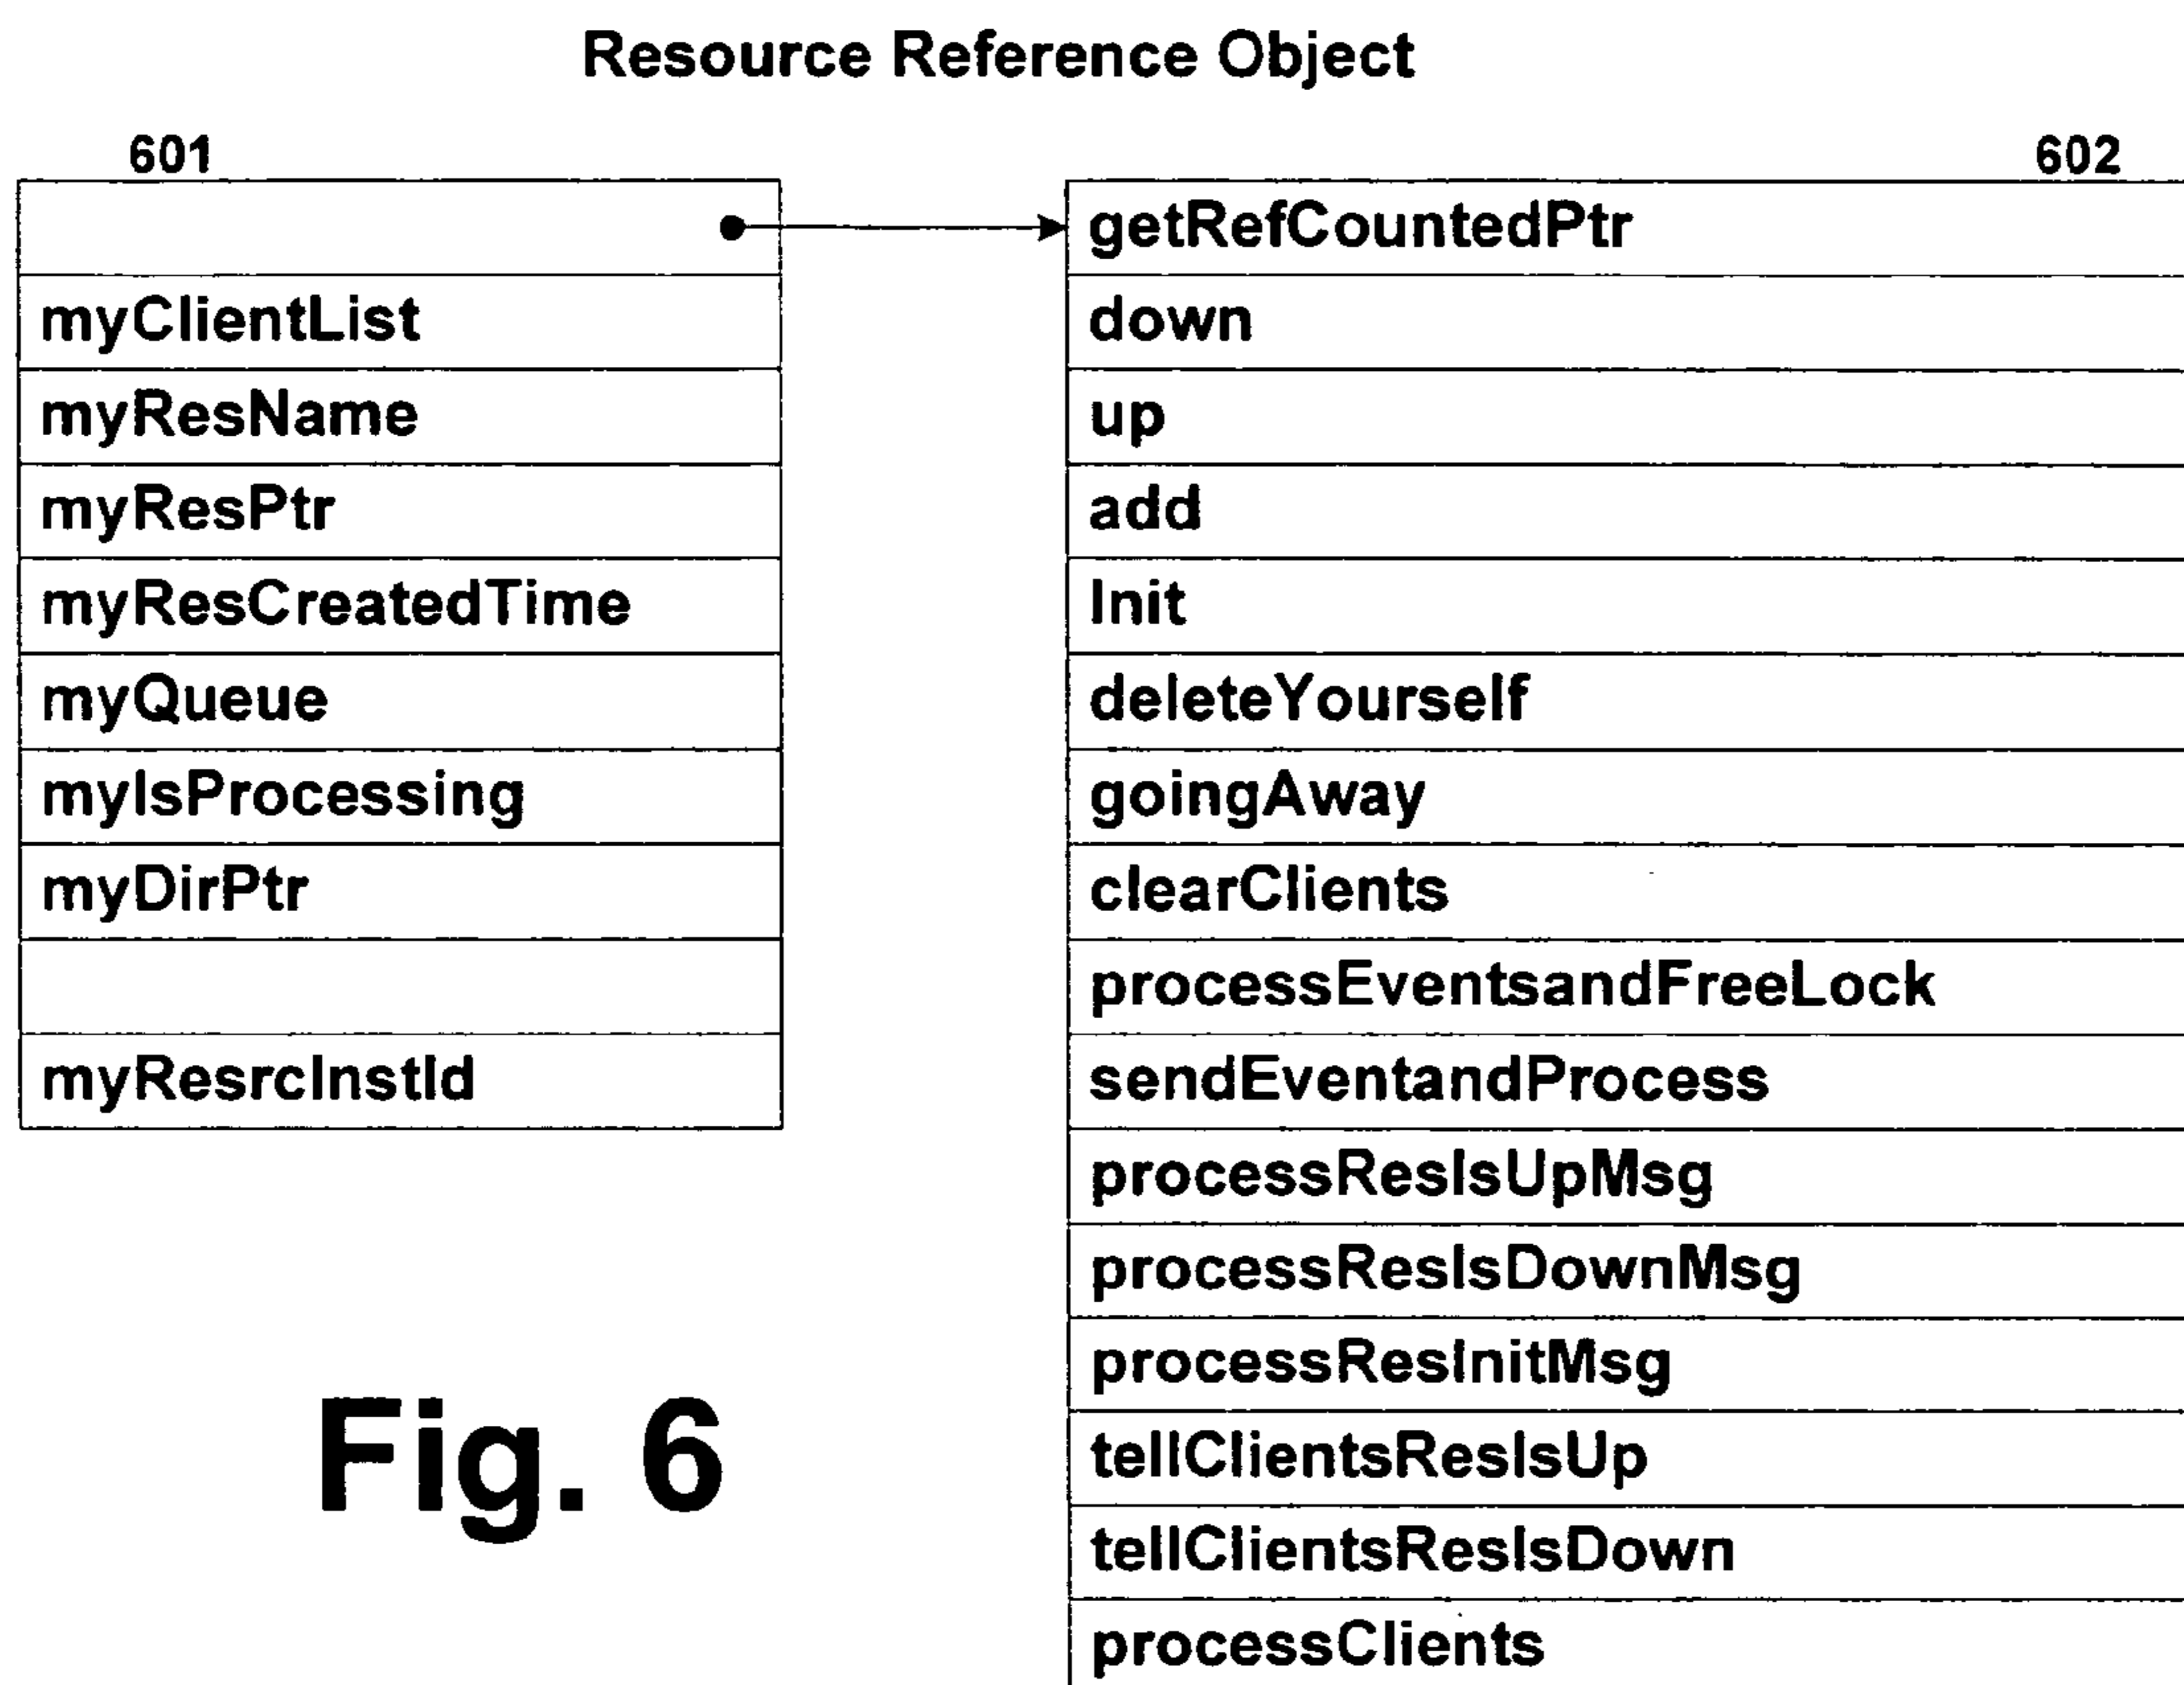 Resource Reference Object
601
myClientList
myResName
myResPtr
myResCreatedTime
myQueue
myIsProcessing
myDirPtr
myResrcInstId
602
getRefCountedPtr
down
up
add
Init
deleteYourself
goingAway
clearClients
processEventsandFreeLock
sendEventandProcess
processResIsUpMsg
processResIsDownMsg
processResInitMsg
tellClientsResIsUp
tellClientsResIsDown
processClients
Fig. 6